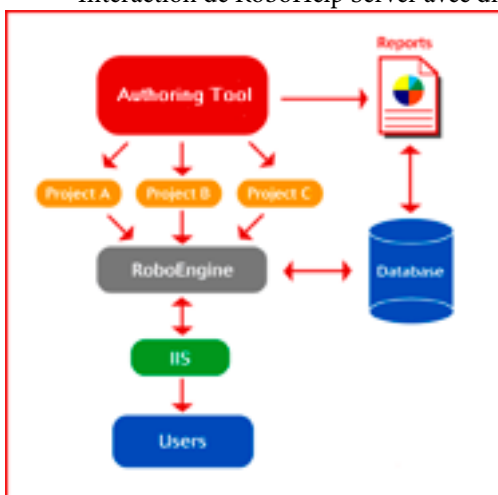 Interaction de RoboHelp Server avec
Reports
Authoring Tool
Project A
Project B
Project C
RoboEngine
Database
IIS
Users